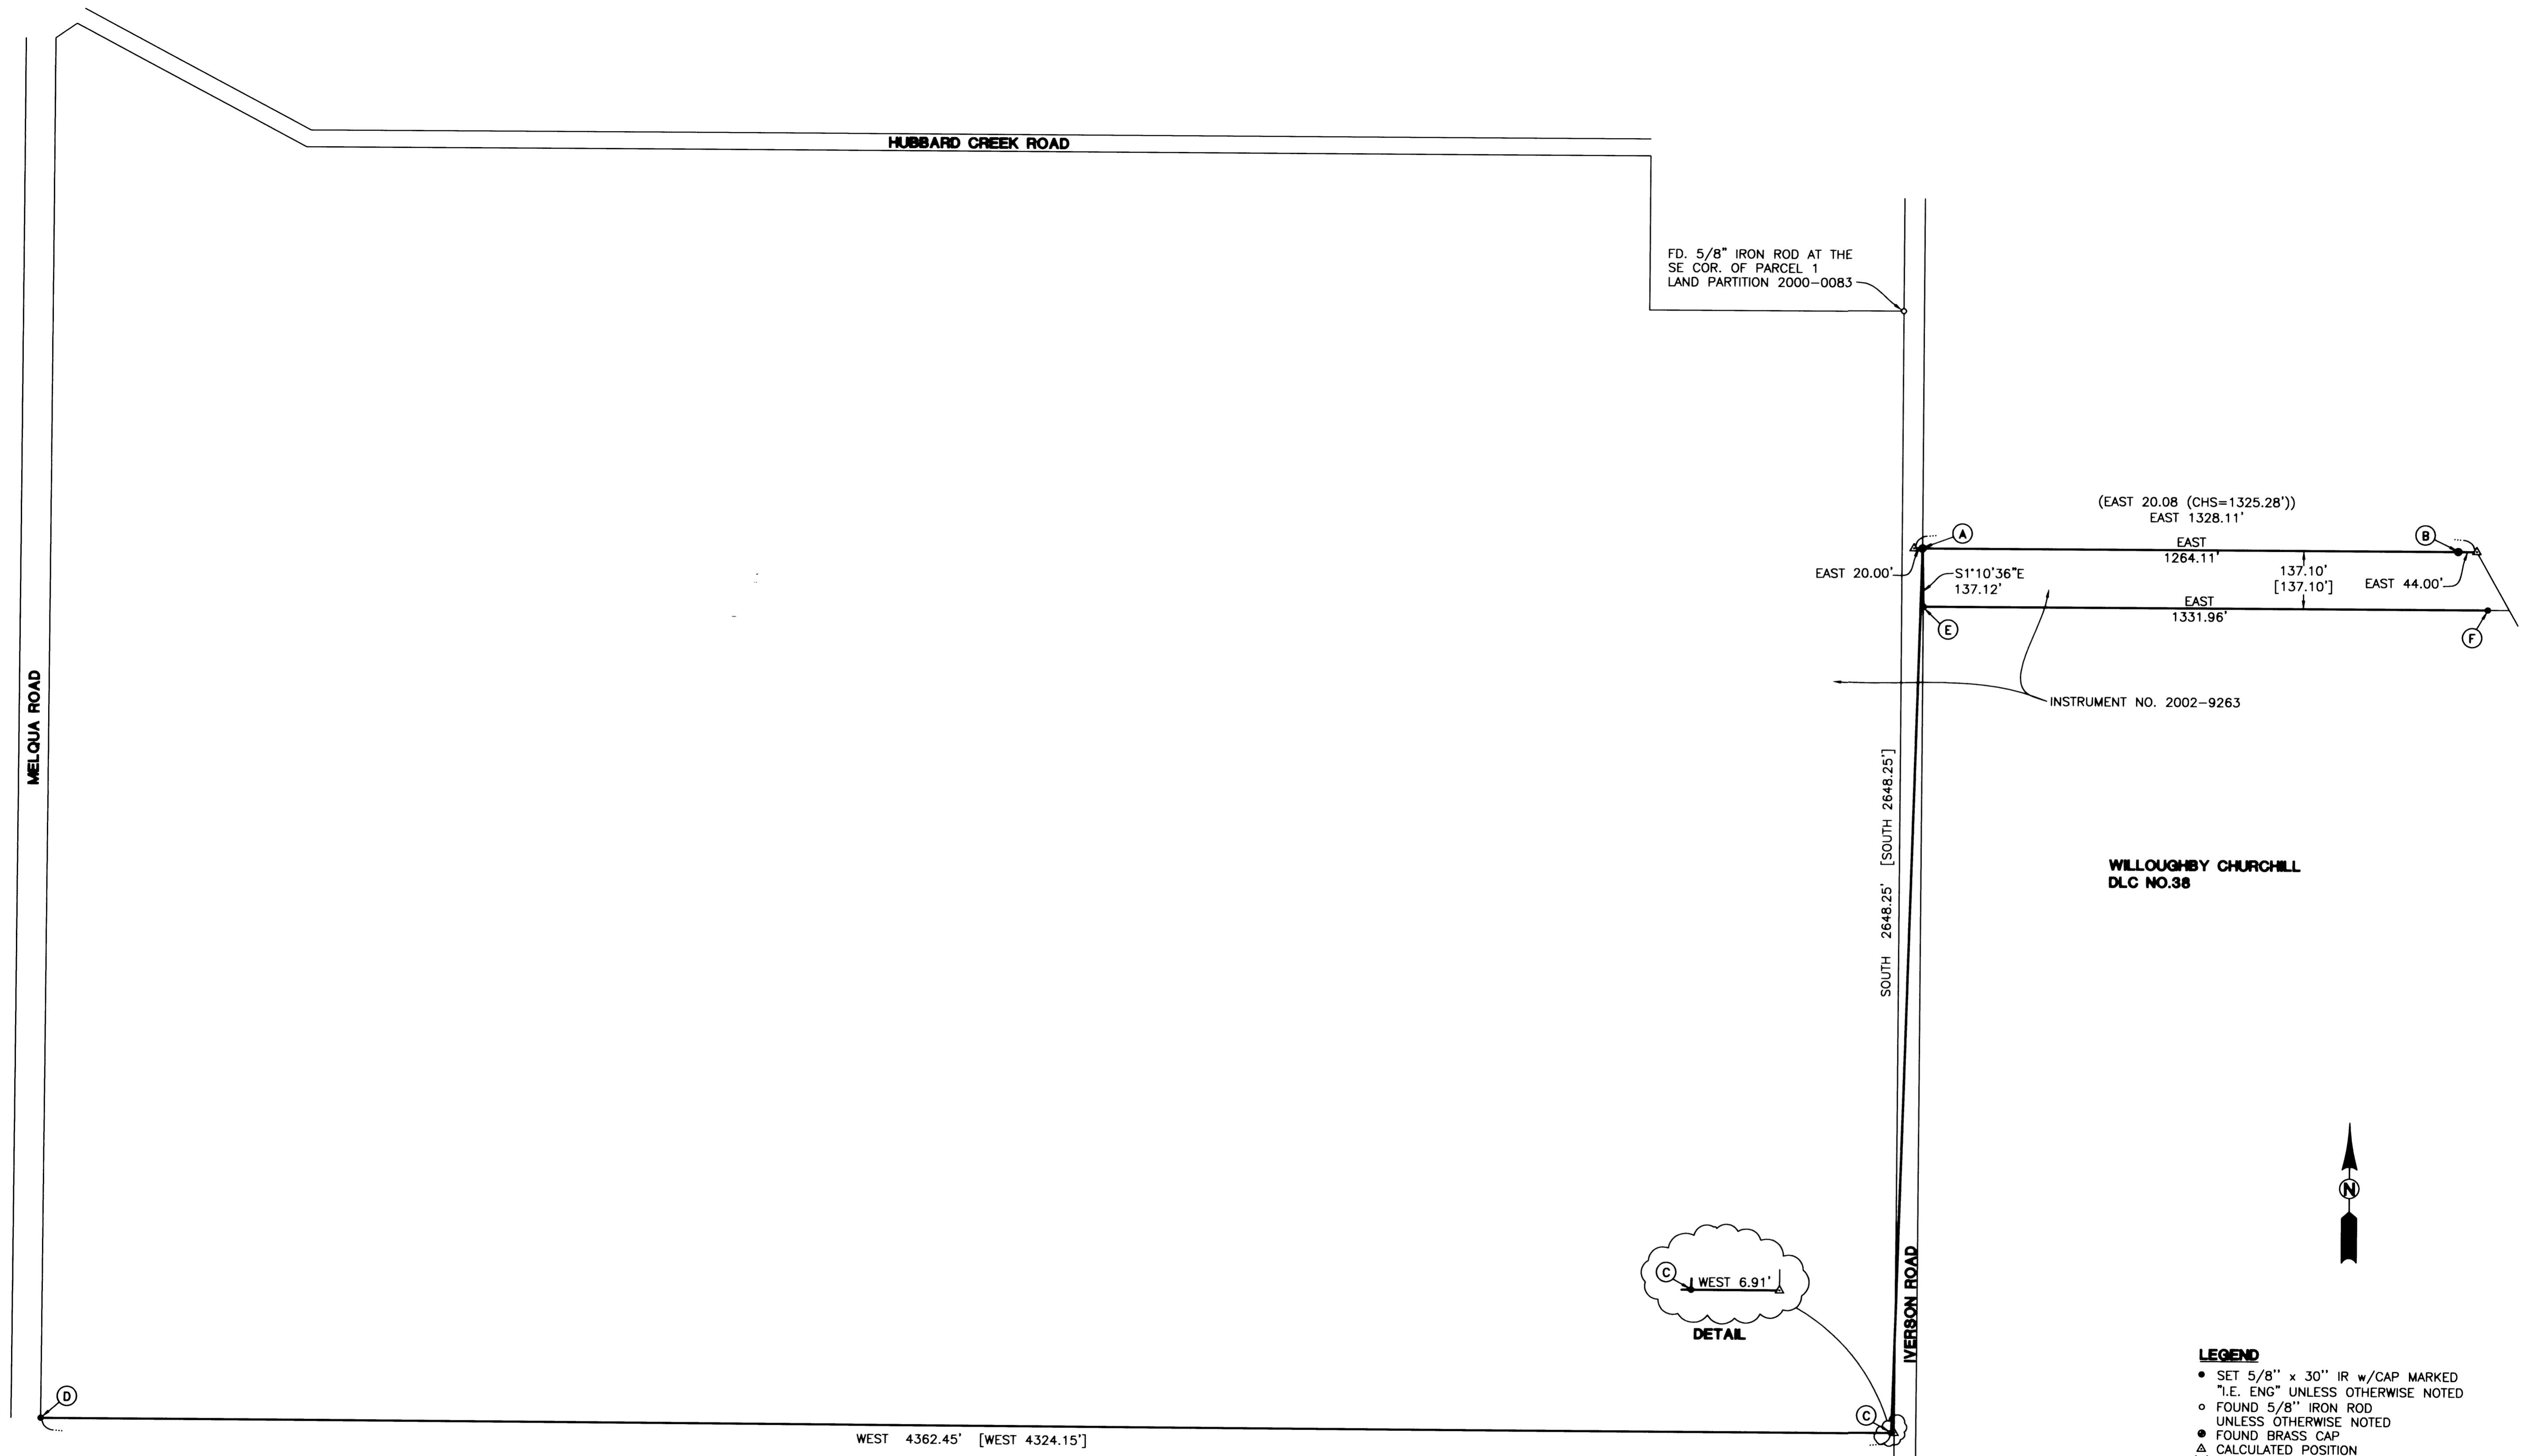 HUBBARD CREEK ROAD
FD. 5/8" IRON ROD AT THE
SE COR. OF PARCEL 1
LAND PARTITION 2000-0083
(EAST 20.08 (CHS=1325.28'))
EAST 1328.11'
A
B
EAST
1264.11'
EAST 20.00'
S1°10'36"E
137.12'
137.10'
[137.10']
EAST 44.00'
EAST
1331.96'
E
F
MELQUA ROAD
INSTRUMENT NO. 2002-9263
SOUTH 2648.25' [SOUTH 2648.25']
WILLOUGHBY CHURCHILL
DLC NO.38
N
C
WEST 6.91'
DETAIL
IVERSON ROAD
D
C
WEST 4362.45' [WEST 4324.15']
LEGEND
SET 5/8'' x 30'' IR w/CAP MARKED
"I.E. ENG" UNLESS OTHERWISE NOTED
FOUND 5/8'' IRON ROD
UNLESS OTHERWISE NOTED
FOUND BRASS CAP
CALCULATED POSITION